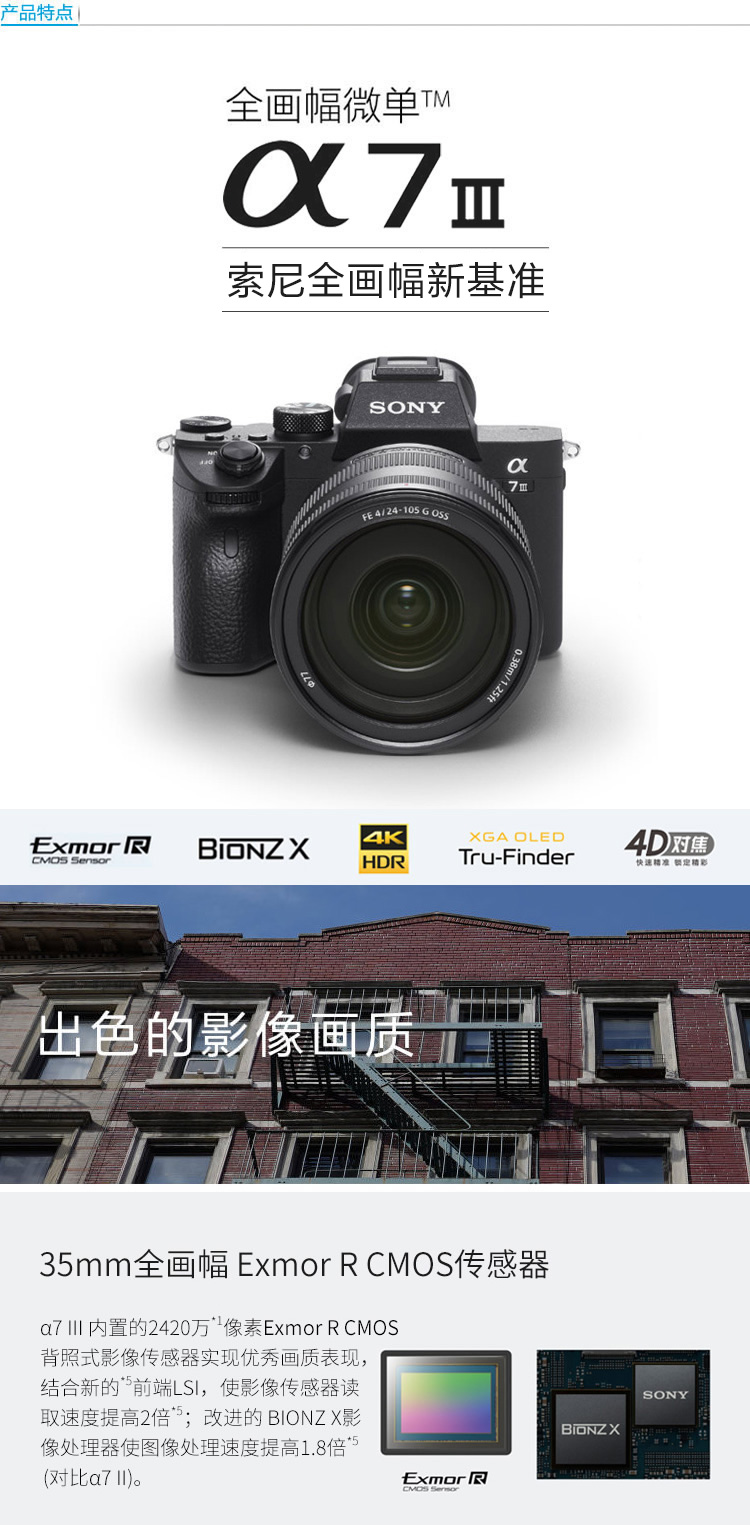 产品特点
全画幅微单™
α7III
索尼全画幅新基准
SONY
α
7III
FE 4/24-105 G OSS
0.38m/1.25ft
Φ77
Exmor R
CMOS Sensor
BIONZ X
4K
HDR
XGA OLED
Tru-Finder
4D对焦
快速精准 锁定精彩
出色的影像画质
35mm全画幅 Exmor R CMOS传感器
α7 III 内置的2420万*1像素Exmor R CMOS
背照式影像传感器实现优秀画质表现，
结合新的*5前端LSI，使影像传感器读
取速度提高2倍*5；改进的 BIONZ X影
像处理器使图像处理速度提高1.8倍*5
(对比α7 II)。
Exmor R
CMOS Sensor
BIONZ X
SONY